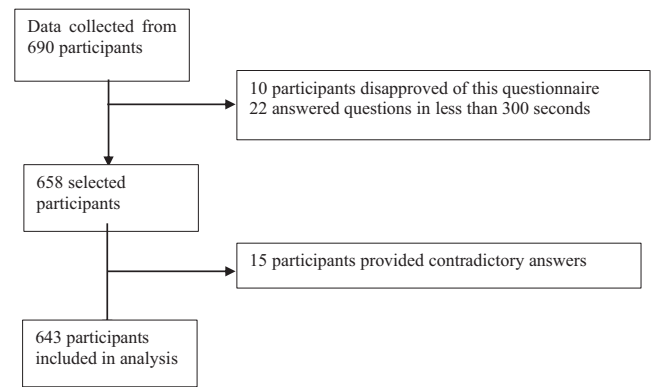 Data collected from
690 participants
10 participants disapproved of this questionnaire
22 answered questions in less than 300 seconds
658 selected
participants
15 participants provided contradictory answers
643 participants
included in analysis